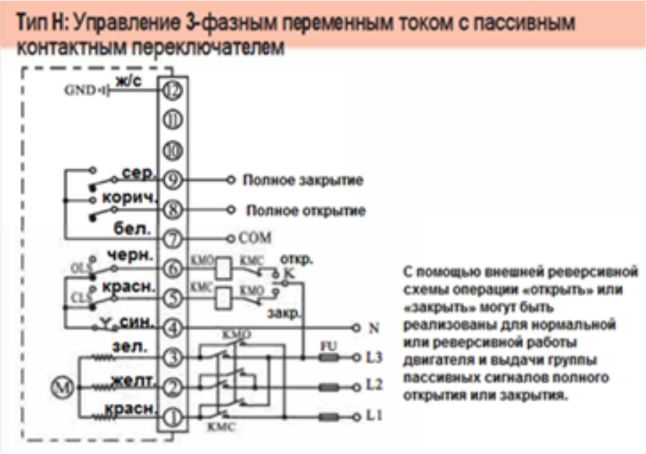 Тип Н: Управление 3-фазным переменным током с пассивным
контактным переключателем
GND ж/с 12
11
10
сер. 9 Полное закрытие
корич. 8 Полное открытие
бел. 7 COM
OLS черн. 6 KMO KMC откр.
K
CLS красн. 5 KMC KMO закр.
син. 4 N
зел. 3 KMO FU L3
M желт. 2 L2
красн. 1 KMC L1
С помощью внешней реверсивной
схемы операции «открыть» или
«закрыть» могут быть
реализованы для нормальной
или реверсивной работы
двигателя и выдачи группы
пассивных сигналов полного
открытия или закрытия.